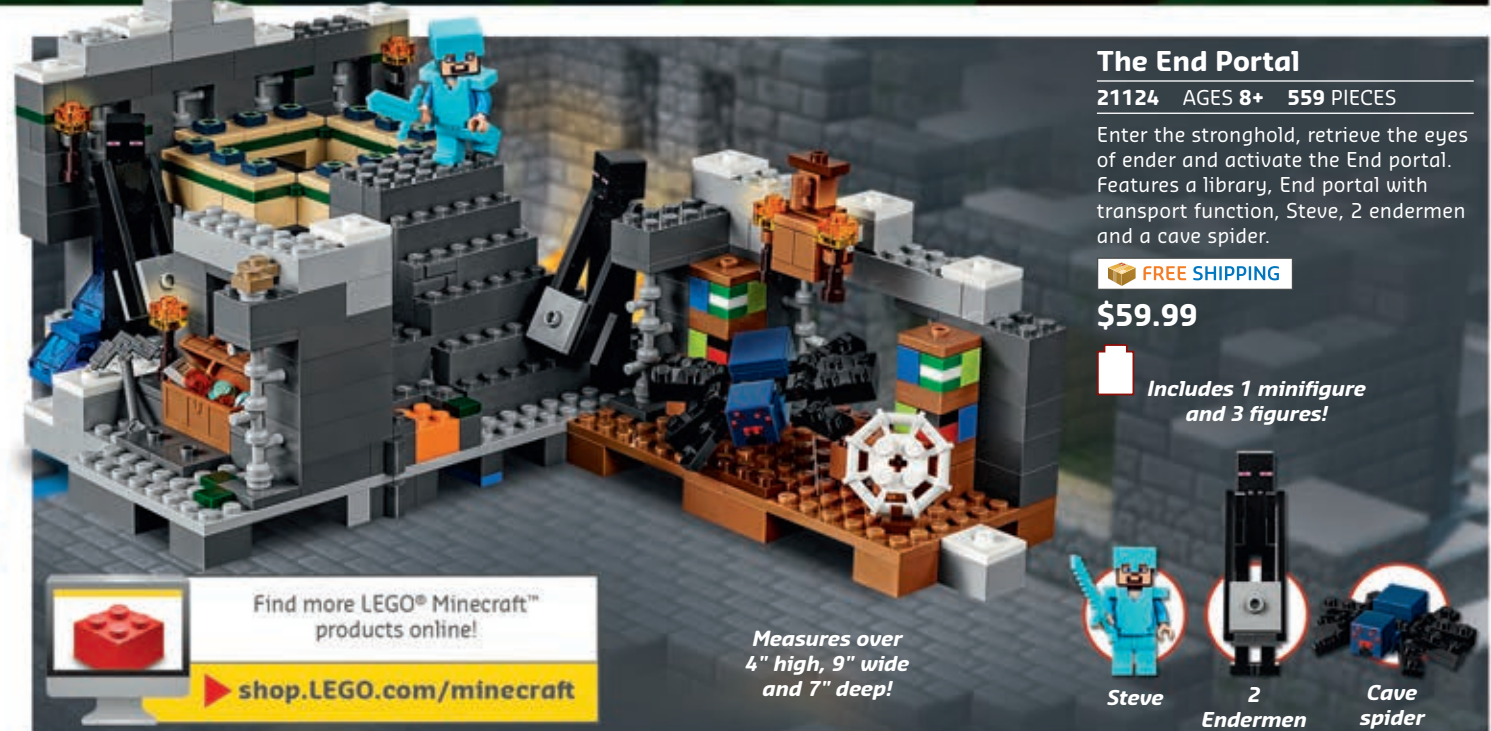 The End Portal
21124 AGES 8+ 559 PIECES
Enter the stronghold, retrieve the eyes
of ender and activate the End portal.
Features a library, End portal with
transport function, Steve, 2 endermen
and a cave spider.
FREE SHIPPING
$59.99
Includes 1 minifigure
and 3 figures!
Find more LEGO® Minecraft™
products online!
shop.LEGO.com/minecraft
Measures over
4" high, 9" wide
and 7" deep!
Steve
2
Endermen
Cave
spider